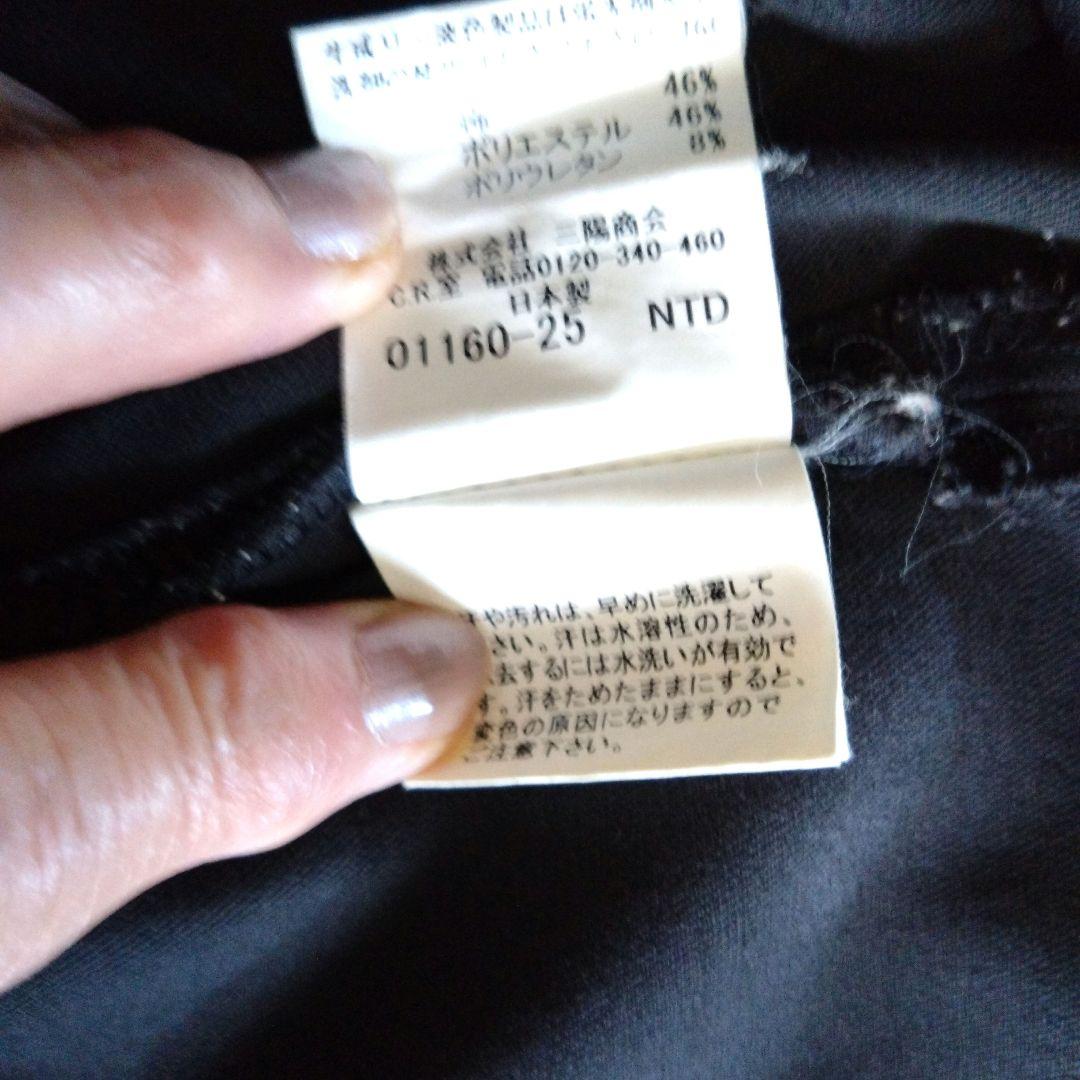 46%
綿 46%
ポリエステル 8%
ポリウレタン
株式会社 三陽商会
C.R室 電話0120-340-460
日本製
01160-25 NTD
や汚れは、早めに洗濯して
さい。汗は水溶性のため、
去するには水洗いが有効で
す。汗をためたままにすると、
変色の原因になりますので
ご注意下さい。